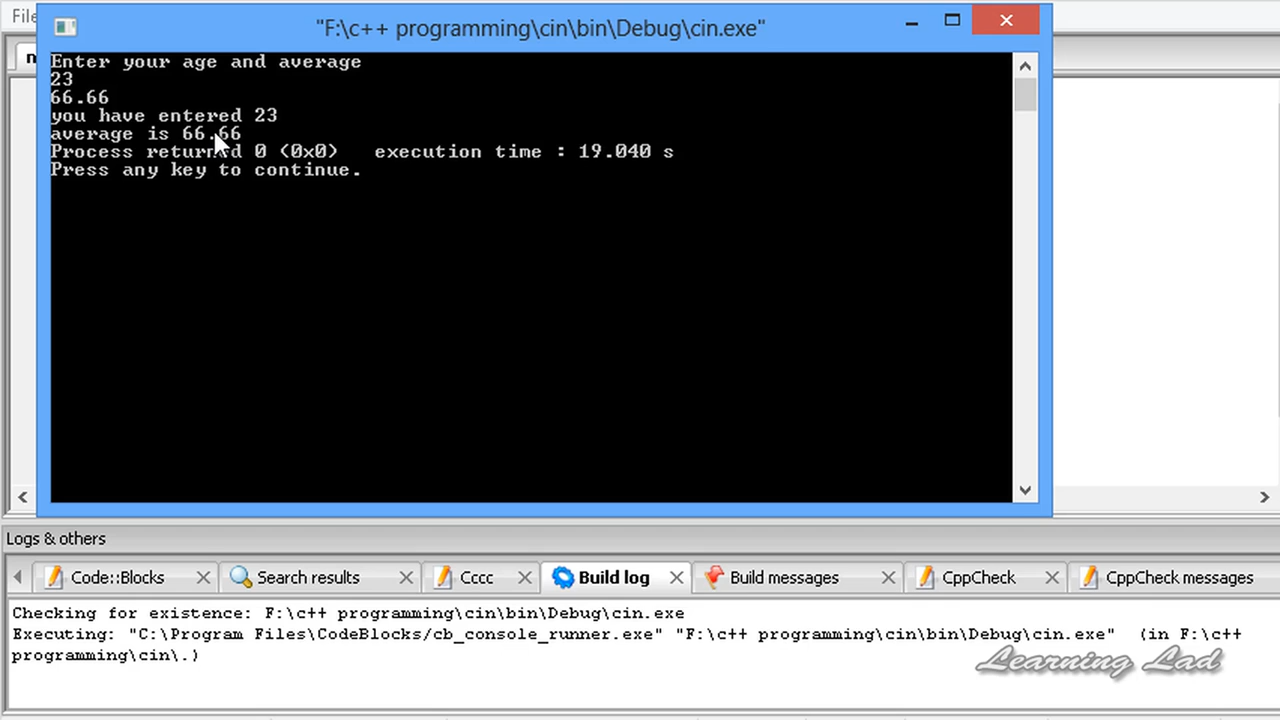 File
"F:\c++ programming\cin\bin\Debug\cin.exe"
Enter your age and average
23
66.66
you have entered 23
average is 66.66
Process returned 0 (0x0)   execution time : 19.040 s
Press any key to continue.
Logs & others
Code::Blocks
Search results
Cccc
Build log
Build messages
CppCheck
CppCheck messages
Checking for existence: F:\c++ programming\cin\bin\Debug\cin.exe
Executing: "C:\Program Files\CodeBlocks/cb_console_runner.exe" "F:\c++ programming\cin\bin\Debug\cin.exe"  (in F:\c++
programming\cin\.)
Learning Lad